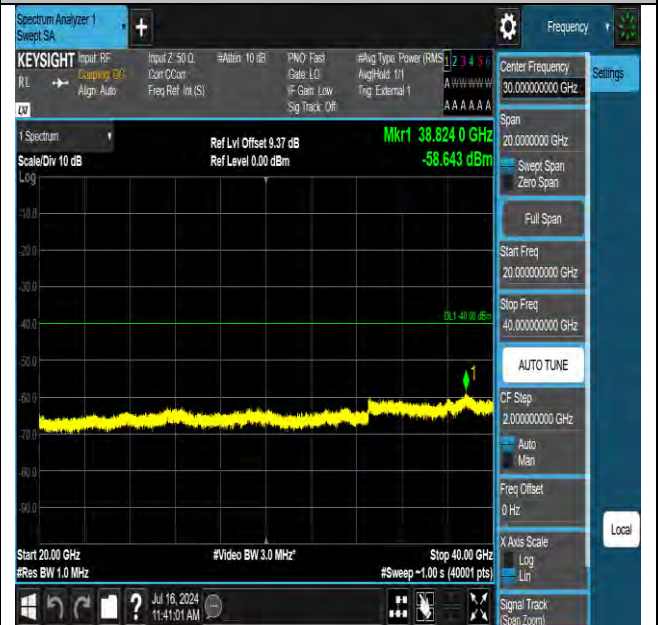 Spectrum Analyzer 1
Swept SA
+
Frequency
KEYSIGHT
Input: RF
Input Z: 50 Ω
#Atten: 10 dB
PNO: Fast
#Avg Type: Power (RMS
1 2 3 4 5 6
RL
Coupling: DC
Corr CCorr
Gate: LO
Avg|Hold: 1/1
A W W W W W
Align: Auto
Freq Ref: Int (S)
IF Gain: Low
Trig: External 1
Sig Track: Off
A A A A A A
LXI
1 Spectrum
Ref Lvl Offset 9.37 dB
Mkr1 38.824 0 GHz
Scale/Div 10 dB
Ref Level 0.00 dBm
-58.643 dBm
Log
-10.0
-20.0
DL1 -40.00 dBm
-40.0
-50.0
1
-60.0
-70.0
-80.0
-90.0
Start 20.00 GHz
#Video BW 3.0 MHz*
Stop 40.00 GHz
#Res BW 1.0 MHz
#Sweep ~1.00 s (40001 pts)
?
Jul 16, 2024
11:41:01 AM
Center Frequency
30.000000000 GHz
Settings
Span
20.0000000 GHz
Swept Span
Zero Span
Full Span
Start Freq
20.000000000 GHz
Stop Freq
40.000000000 GHz
AUTO TUNE
CF Step
2.000000000 GHz
Auto
Man
Freq Offset
0 Hz
Local
X Axis Scale
Log
Lin
Signal Track
(Span Zoom)